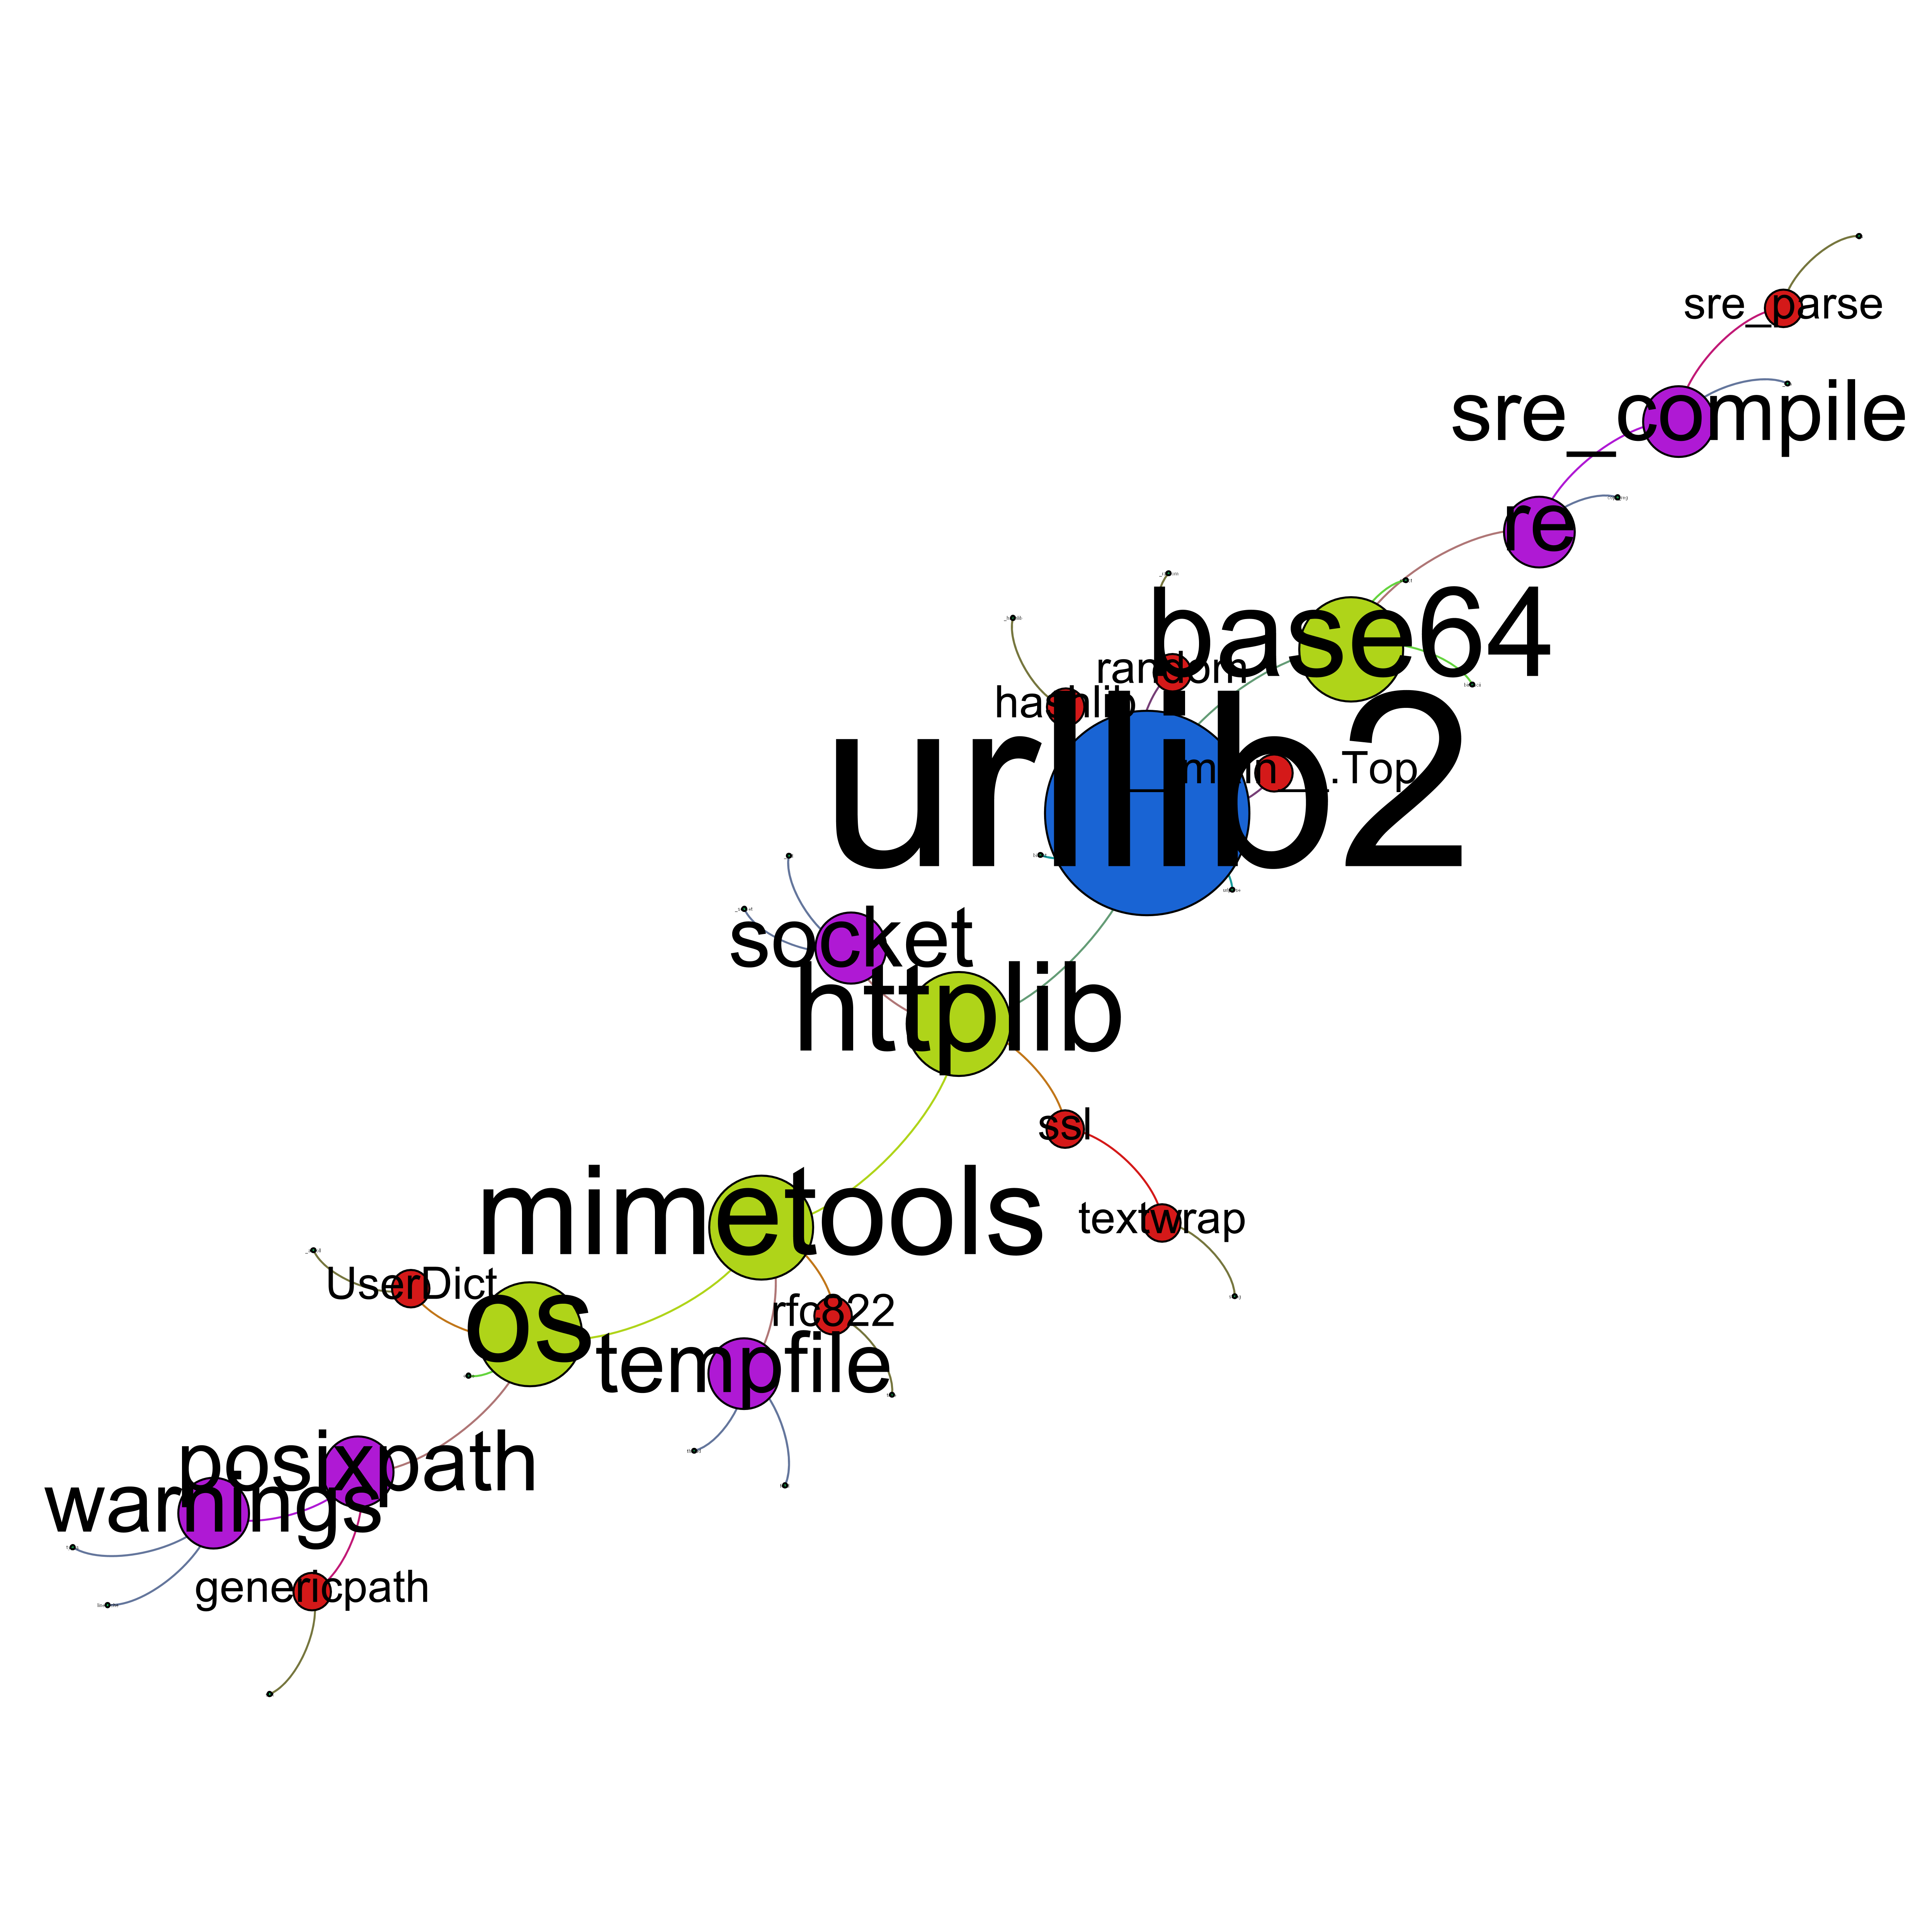 sre_parse
sre_compile
re
base64
random
hashlib
__main__.Top
urllib2
socket
httplib
ssl
mimetools
textwrap
UserDict
rfc822
os
tempfile
posixpath
warnings
genericpath